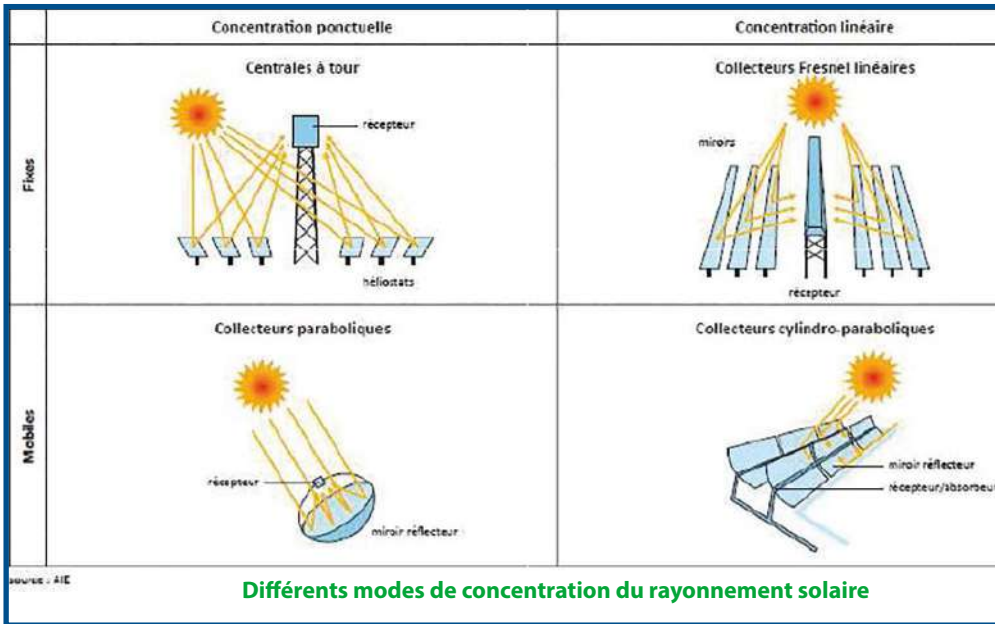 Concentration ponctuelle
Concentration linéaire
Fixes
Centrales à tour
récepteur
héliostats
Collecteurs Fresnel linéaires
miroirs
récepteur
Mobiles
Collecteurs paraboliques
récepteur
miroir réflecteur
Collecteurs cylindro-paraboliques
miroir réflecteur
récepteur/absorbeur
source : AIE
Différents modes de concentration du rayonnement solaire